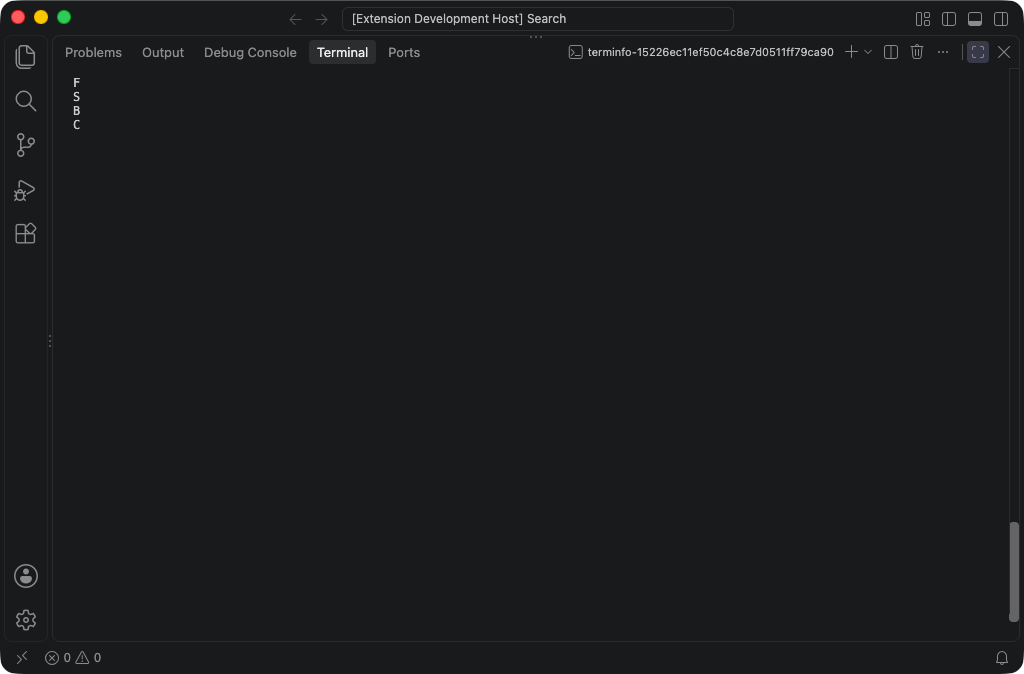 [Extension Development Host] Search
Problems Output Debug Console Terminal Ports terminfo-15226ec11ef50c4c8e7d0511ff79ca90
F
S
B
C
0 0